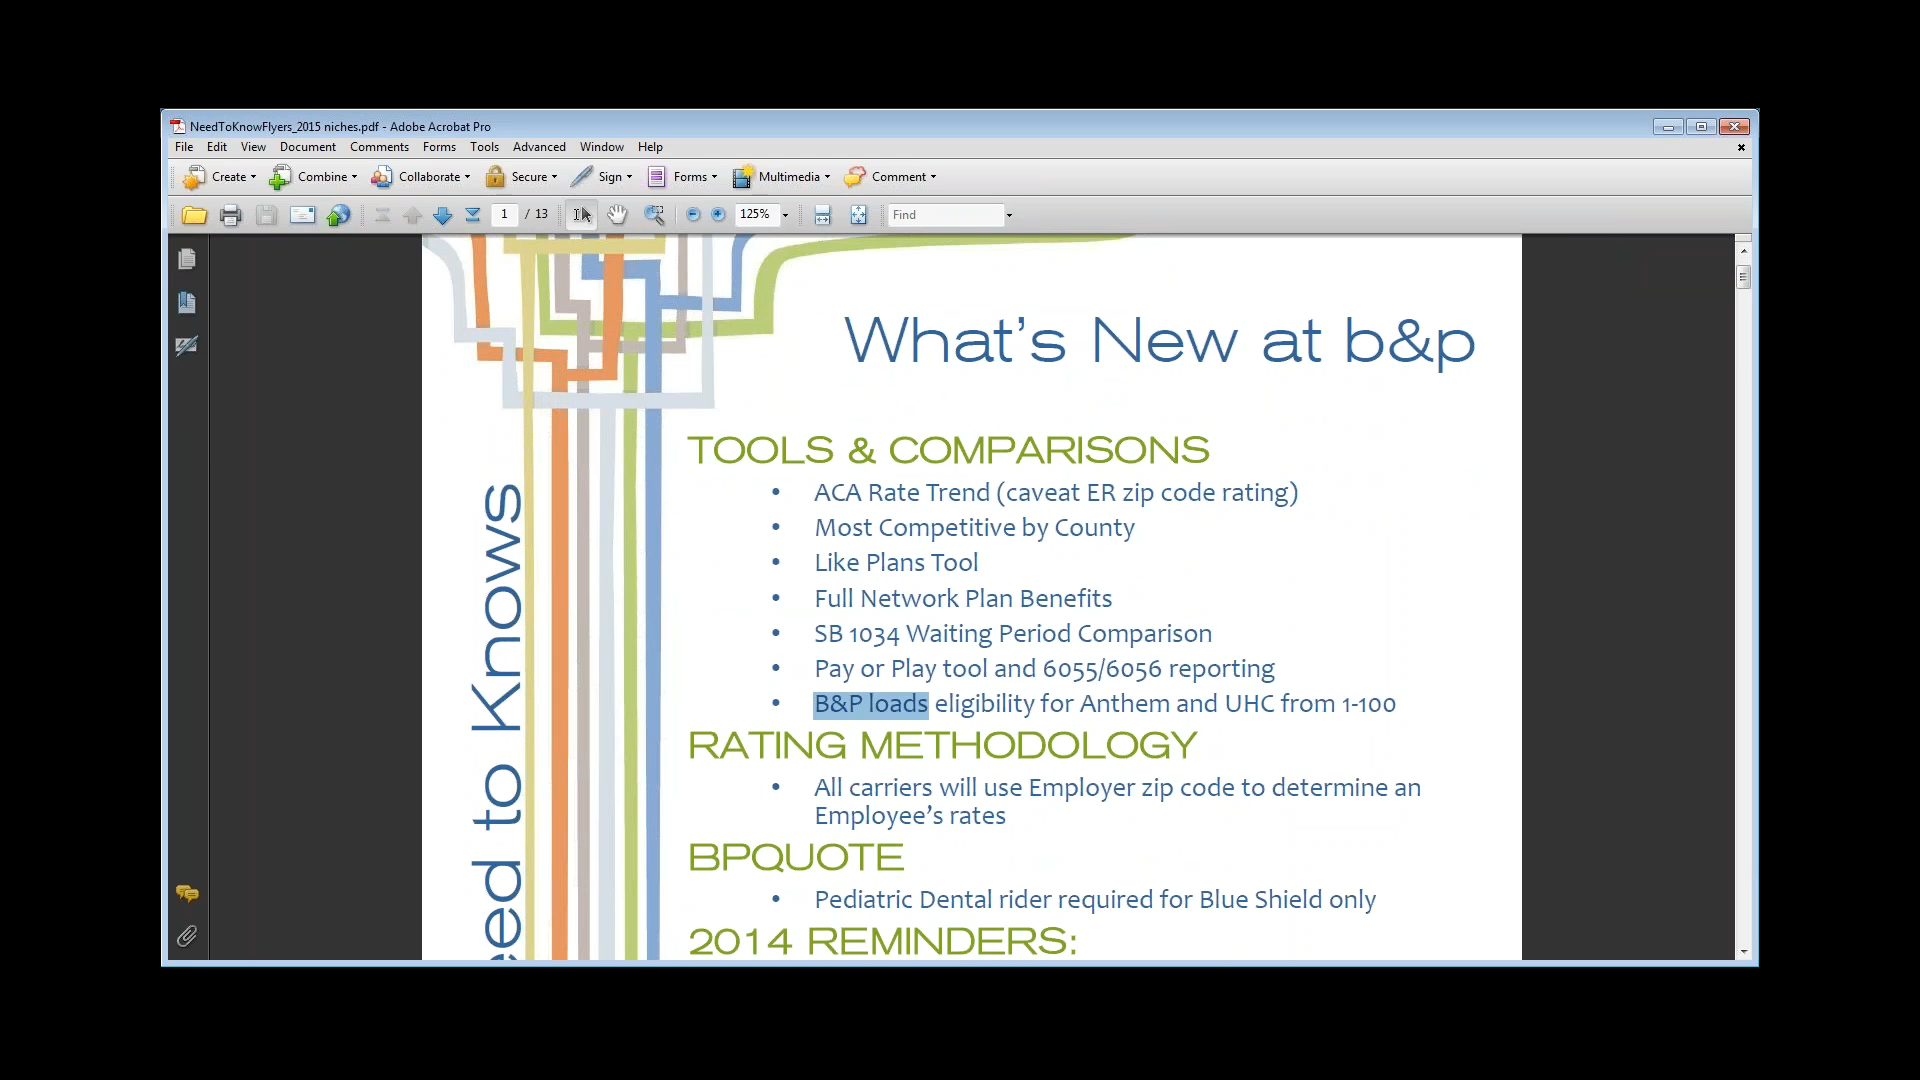 NeedToKnowFlyers_2015 niches.pdf - Adobe Acrobat Pro
File Edit View Document Comments Forms Tools Advanced Window Help
Create Combine Collaborate Secure Sign Forms Multimedia Comment
1 / 13 125% Find
What's New at b&p
TOOLS & COMPARISONS
• ACA Rate Trend (caveat ER zip code rating)
• Most Competitive by County
• Like Plans Tool
• Full Network Plan Benefits
• SB 1034 Waiting Period Comparison
• Pay or Play tool and 6055/6056 reporting
• B&P loads eligibility for Anthem and UHC from 1-100
RATING METHODOLOGY
• All carriers will use Employer zip code to determine an
Employee's rates
BPQUOTE
• Pediatric Dental rider required for Blue Shield only
2014 REMINDERS:
eed to Knows